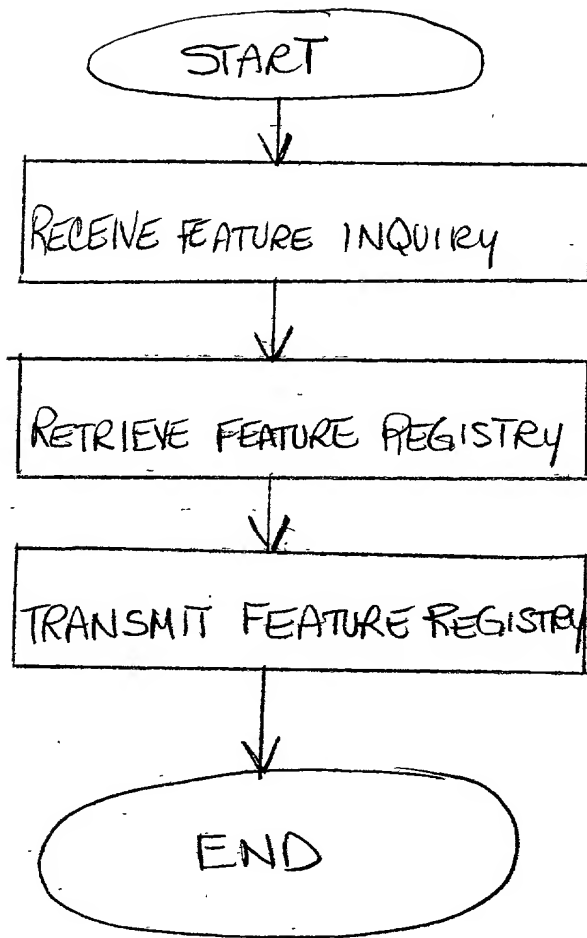 START
RECEIVE FEATURE INQUIRY
RETRIEVE FEATURE REGISTRY
TRANSMIT FEATURE REGISTRY
END